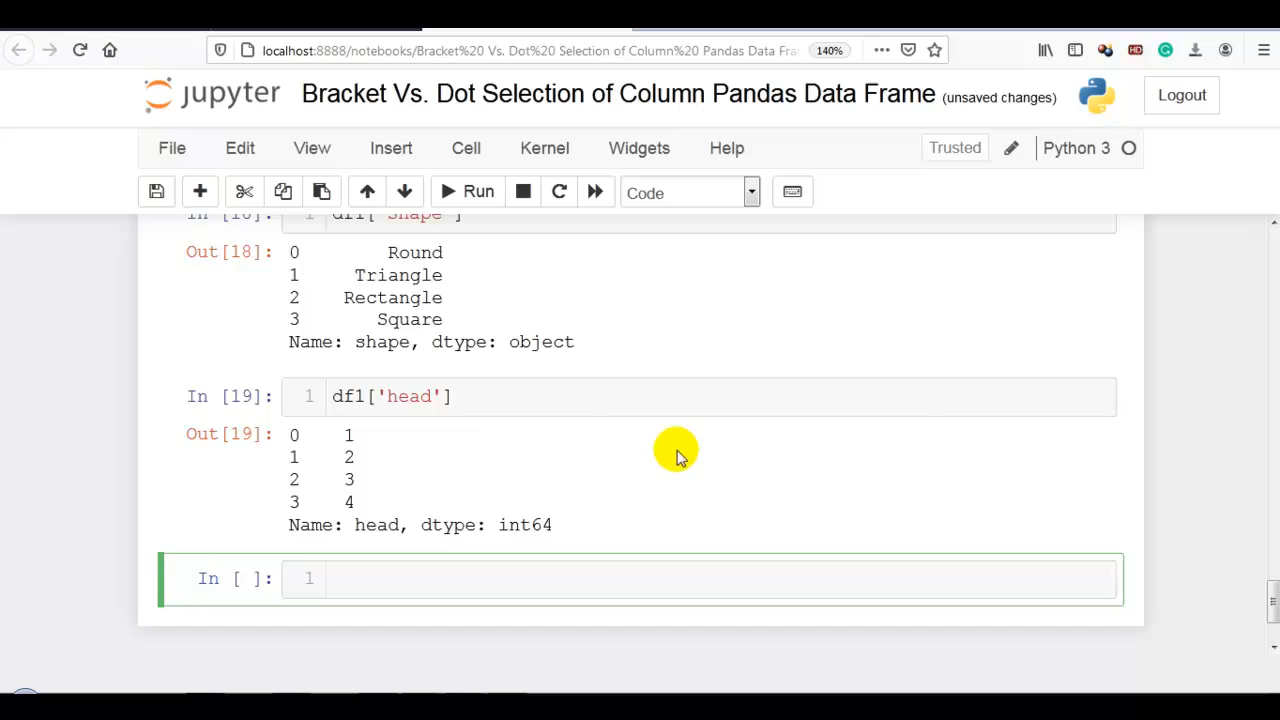 localhost:8888/notebooks/Bracket%20 Vs. Dot%20 Selection of Column%20 Pandas Data Fra
140%
HD
jupyter Bracket Vs. Dot Selection of Column Pandas Data Frame (unsaved changes)
Logout
File Edit View Insert Cell Kernel Widgets Help Trusted Python 3
Run Code
Out[18]: 0 Round
1 Triangle
2 Rectangle
3 Square
Name: shape, dtype: object
In [19]: 1 df1['head']
Out[19]: 0 1
1 2
2 3
3 4
Name: head, dtype: int64
In [ ]: 1